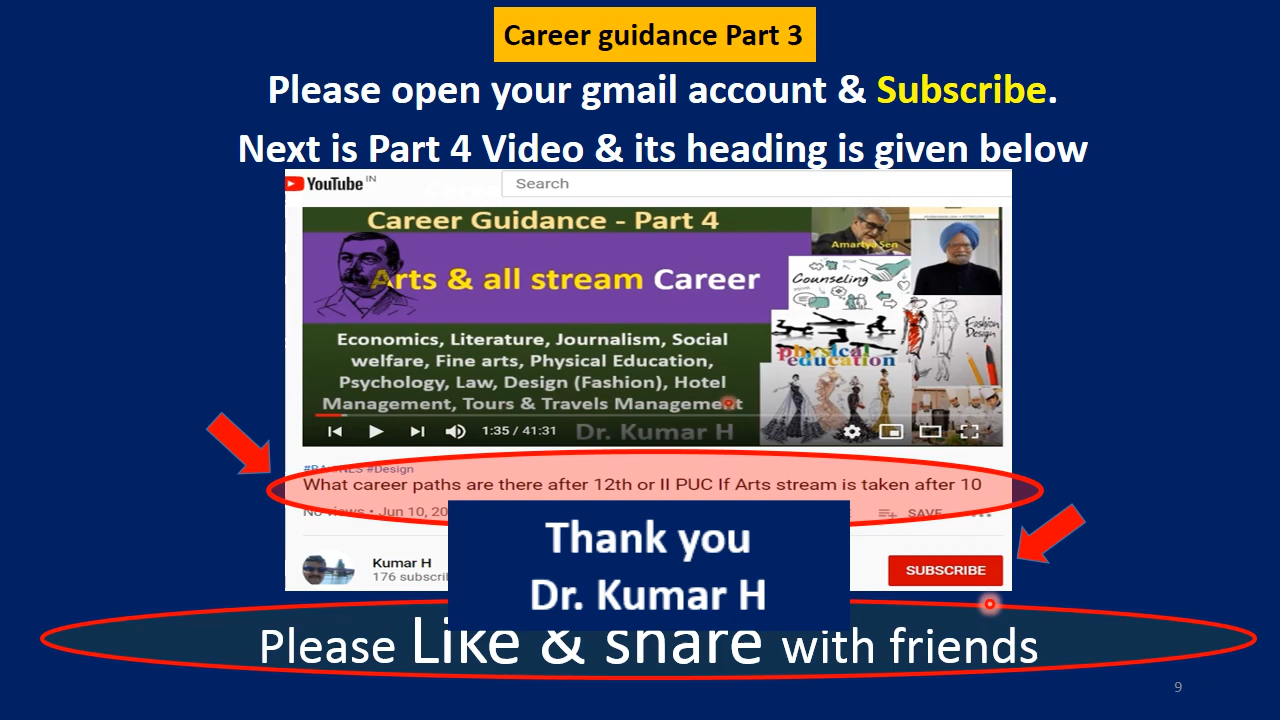 Career guidance Part 3
Please open your gmail account & Subscribe.
Next is Part 4 Video & its heading is given below
YouTube IN
Search
Career Guidance - Part 4
Amartya Sen
Arts & all stream Career
Counseling
Fashion Design
Economics, Literature, Journalism, Social
welfare, Fine arts, Physical Education,
Psychology, Law, Design (Fashion), Hotel
Management, Tours & Travels Management
physical
education
1:35 / 41:31
Dr. Kumar H
#Design
What career paths are there after 12th or II PUC If Arts stream is taken after 10
No views • Jun 10, 20
SAVE
Kumar H
176 subscri
SUBSCRIBE
Thank you
Dr. Kumar H
Please Like & share with friends
9